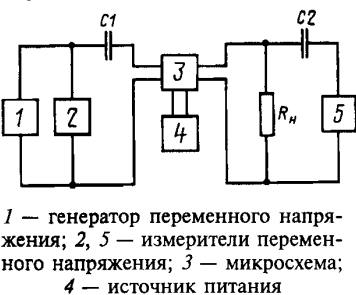 C1
C2
1
2
3
4
Rн
5
1 — генератор переменного напря-
жения; 2, 5 — измерители перемен-
ного напряжения; 3 — микросхема;
4 — источник питания